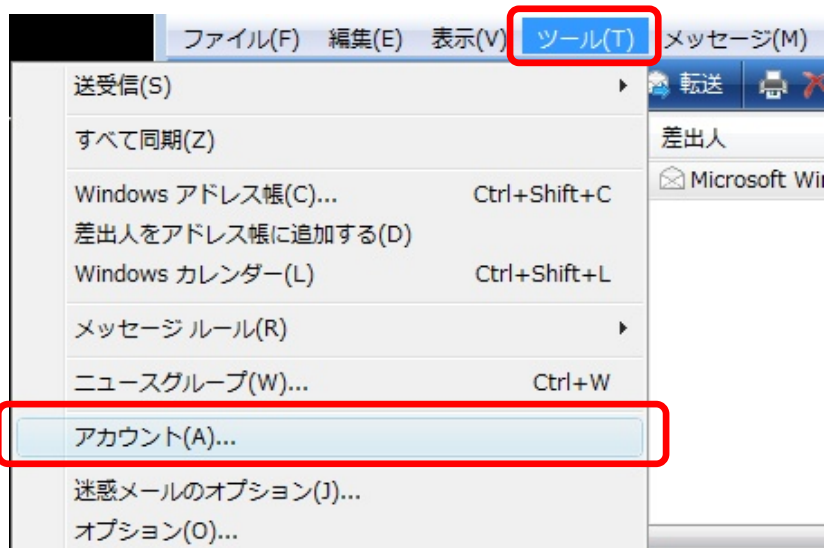 ファイル(F) 編集(E) 表示(V) ツール(T) メッセージ(M)
転送
差出人
Microsoft Wi
送受信(S)
すべて同期(Z)
Windows アドレス帳(C)... Ctrl+Shift+C
差出人をアドレス帳に追加する(D)
Windows カレンダー(L) Ctrl+Shift+L
メッセージ ルール(R)
ニュースグループ(W)... Ctrl+W
アカウント(A)...
迷惑メールのオプション(J)...
オプション(O)...